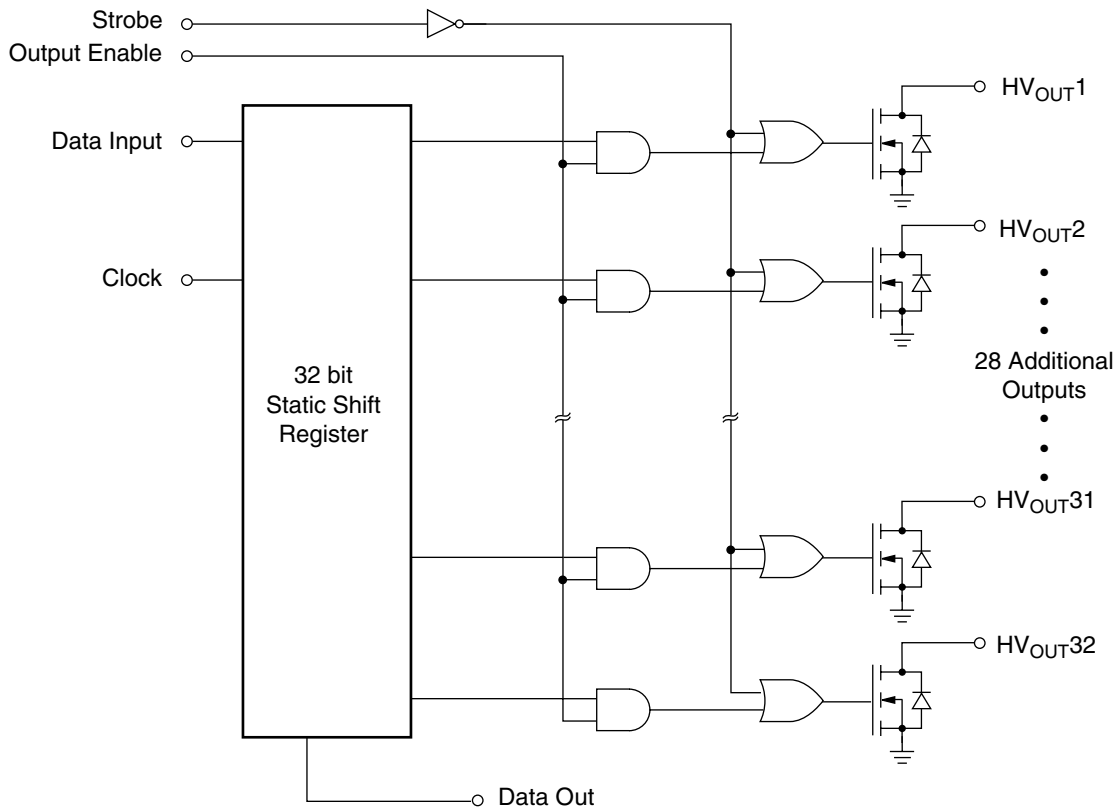 Strobe
Output Enable
Data Input
Clock
32 bit
Static Shift
Register
Data Out
HVOUT1
HVOUT2
28 Additional
Outputs
HVOUT31
HVOUT32